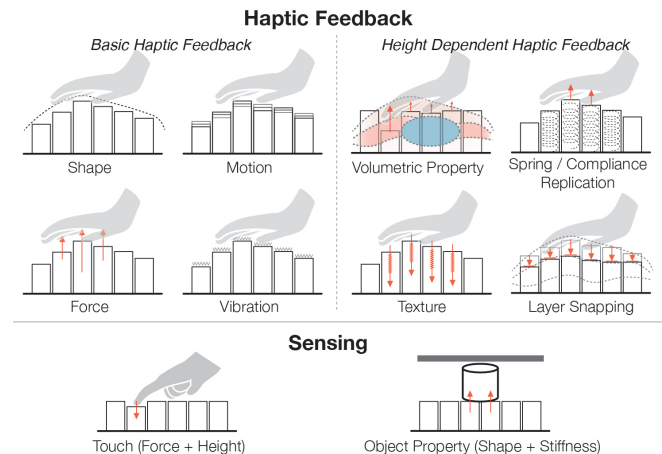 Haptic Feedback
Basic Haptic Feedback
Height Dependent Haptic Feedback
Shape
Motion
Volumetric Property
Spring / Compliance
Replication
Force
Vibration
Texture
Layer Snapping
Sensing
Touch (Force + Height)
Object Property (Shape + Stiffness)